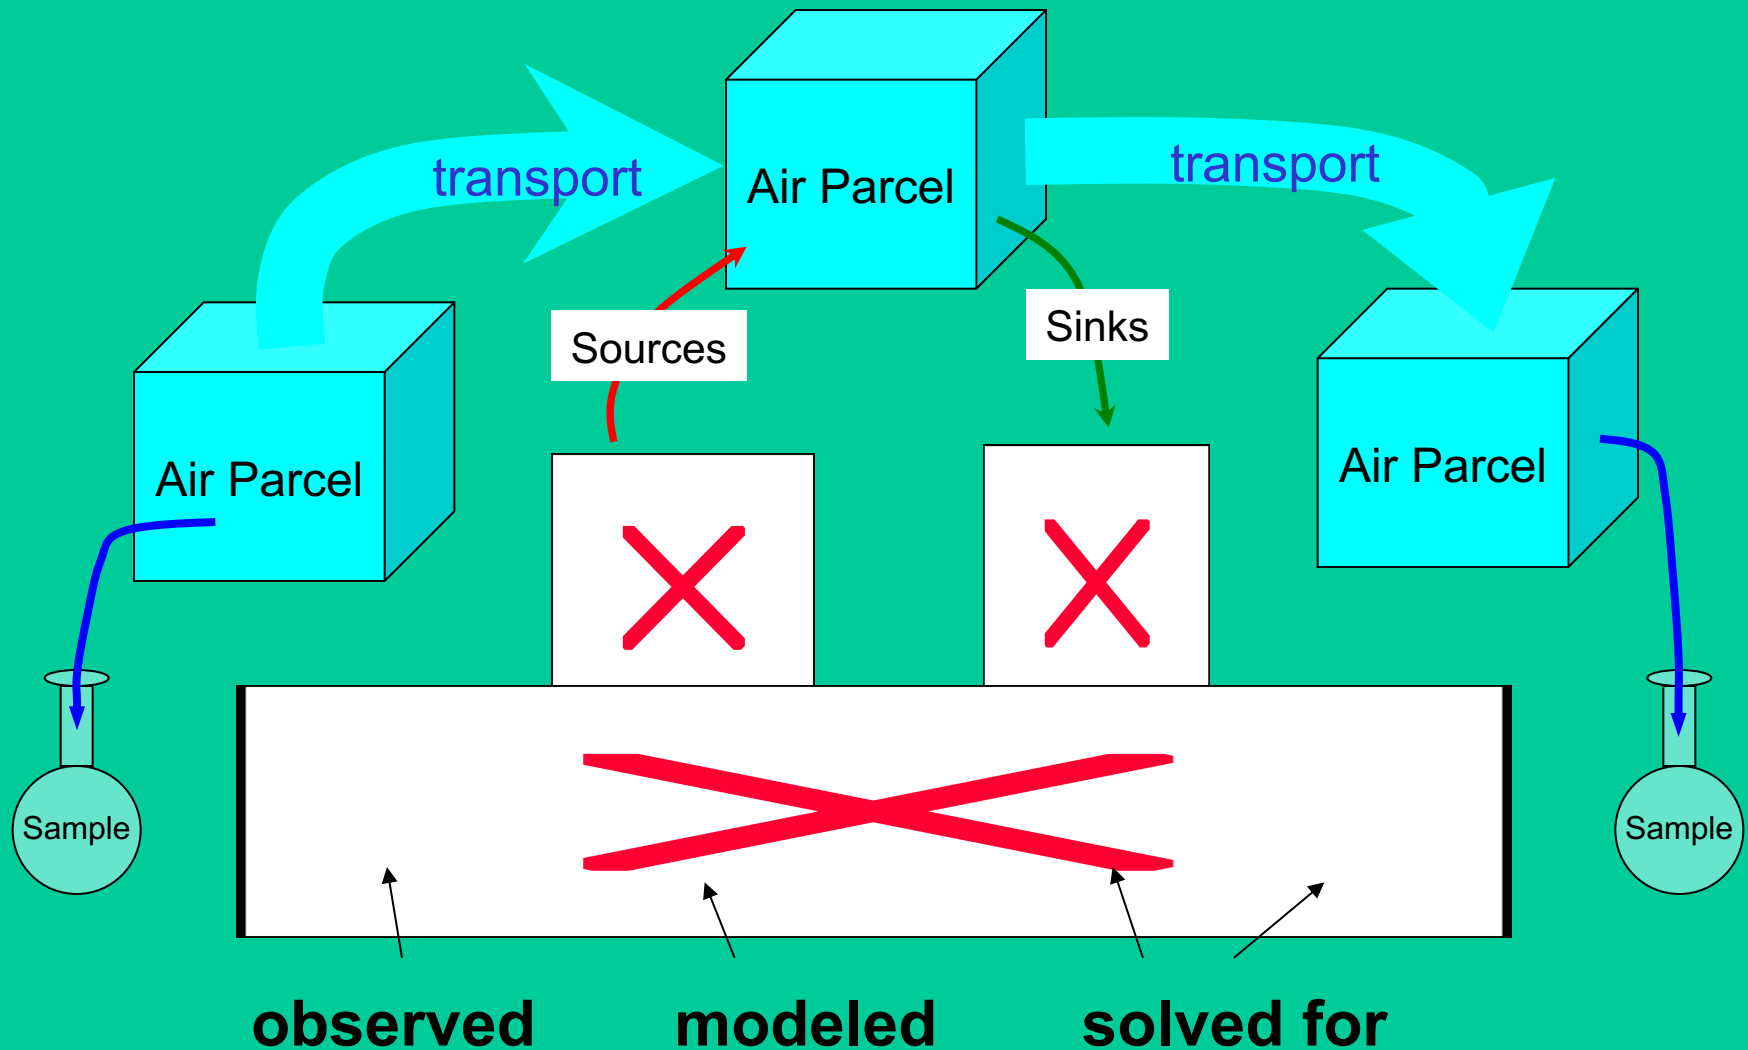 transport
Air Parcel
transport
Sources
Sinks
Air Parcel
Air Parcel
Sample
Sample
observed modeled solved for